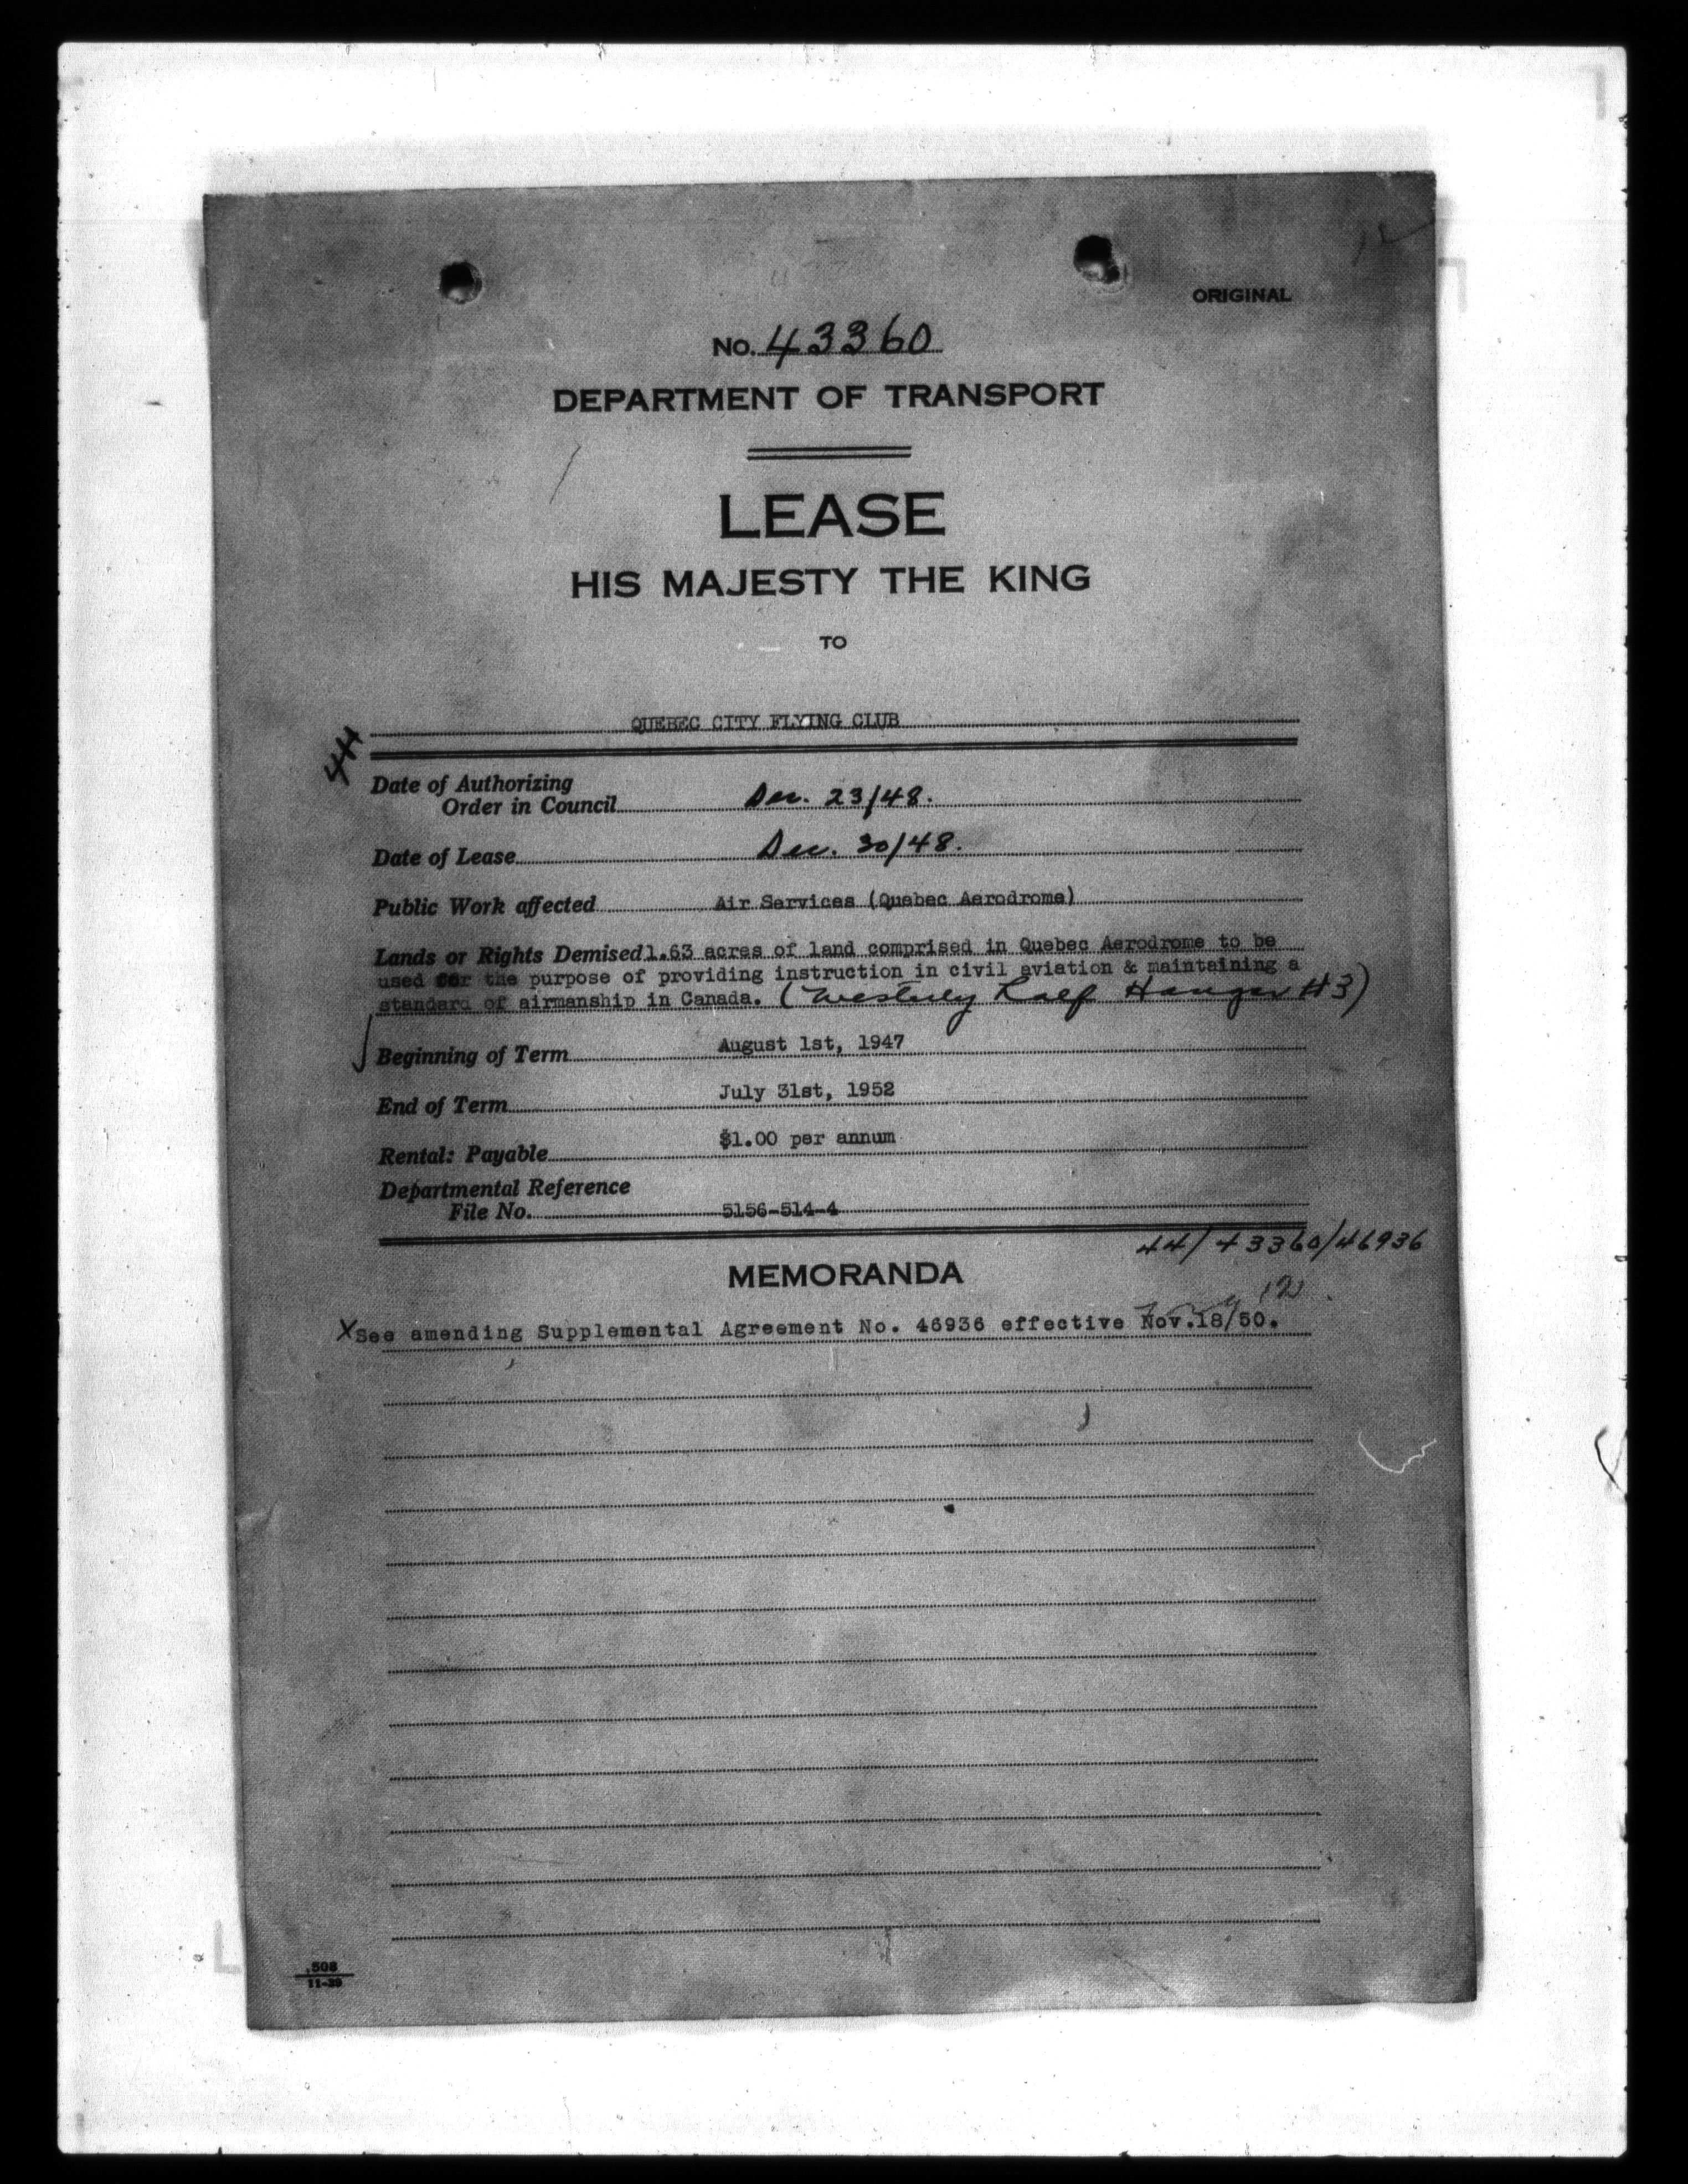 ORIGINAL
No. 43360
DEPARTMENT OF TRANSPORT
LEASE
HIS MAJESTY THE KING
TO
QUEBEC CITY FLYING CLUB
44
Date of Authorizing
Order in Council Dec. 23/48.
Date of Lease Dec. 30/48.
Public Work affected Air Services (Quebec Aerodrome)
Lands or Rights Demised 1.63 acres of land comprised in Quebec Aerodrome to be
used for the purpose of providing instruction in civil aviation & maintaining a
standard of airmanship in Canada. (Westerly Half Hangar #3)
Beginning of Term August 1st, 1947
End of Term July 31st, 1952
Rental: Payable $1.00 per annum
Departmental Reference
File No. 5156-514-4
44/43360/46936
MEMORANDA
12
X See amending Supplemental Agreement No. 46936 effective Nov.18/50.
508
11-39